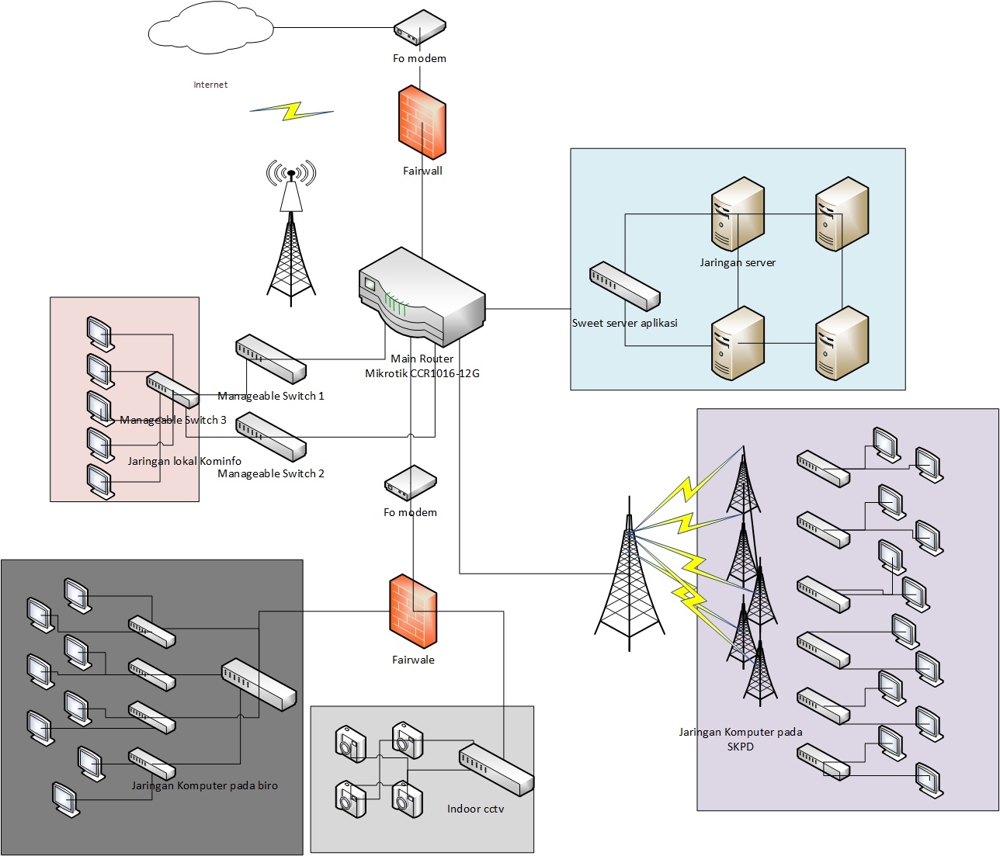 Fo modem
Internet
Fairwall
Jaringan server
Sweet server aplikasi
Main Router
Mikrotik CCR1016-12G
Manageable Switch 1
Manageable Switch 3
Jaringan lokal Kominfo
Manageable Switch 2
Fo modem
Fairwale
Jaringan Komputer pada
SKPD
Jaringan Komputer pada biro
Indoor cctv